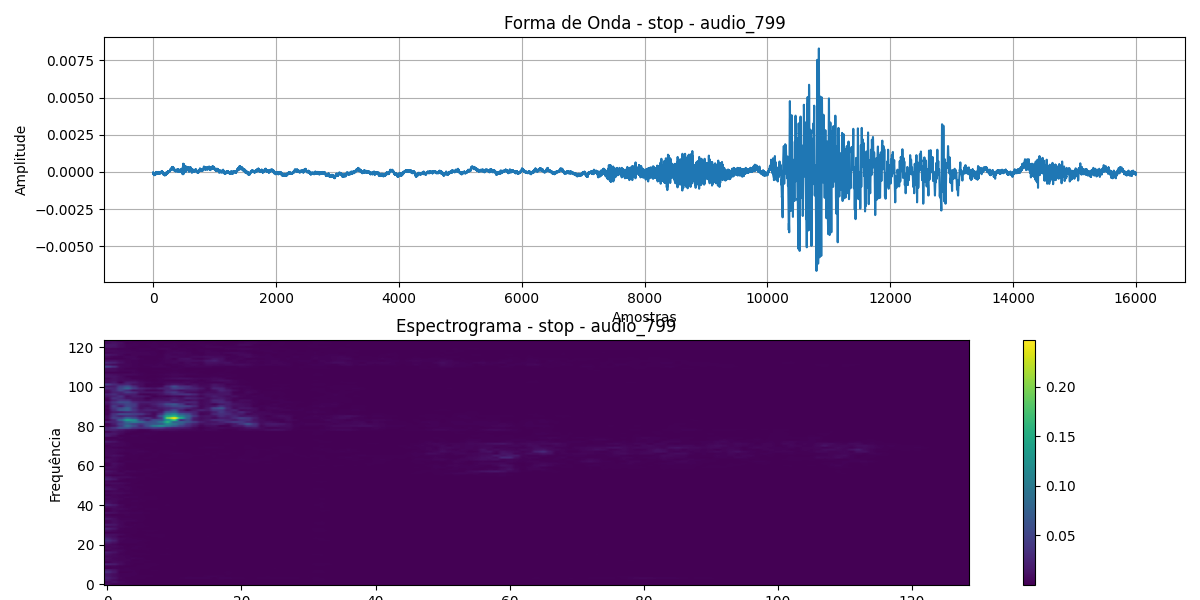 Forma de Onda - stop - audio_799
0.0075
0.0050
0.0025
0.0000
−0.0025
−0.0050
Amplitude
0 2000 4000 6000 8000 10000 12000 14000 16000
Amostras
Espectrograma - stop - audio_799
120
100
80
60
40
20
0
Frequência
0 20 40 60 80 100 120
0.20
0.15
0.10
0.05